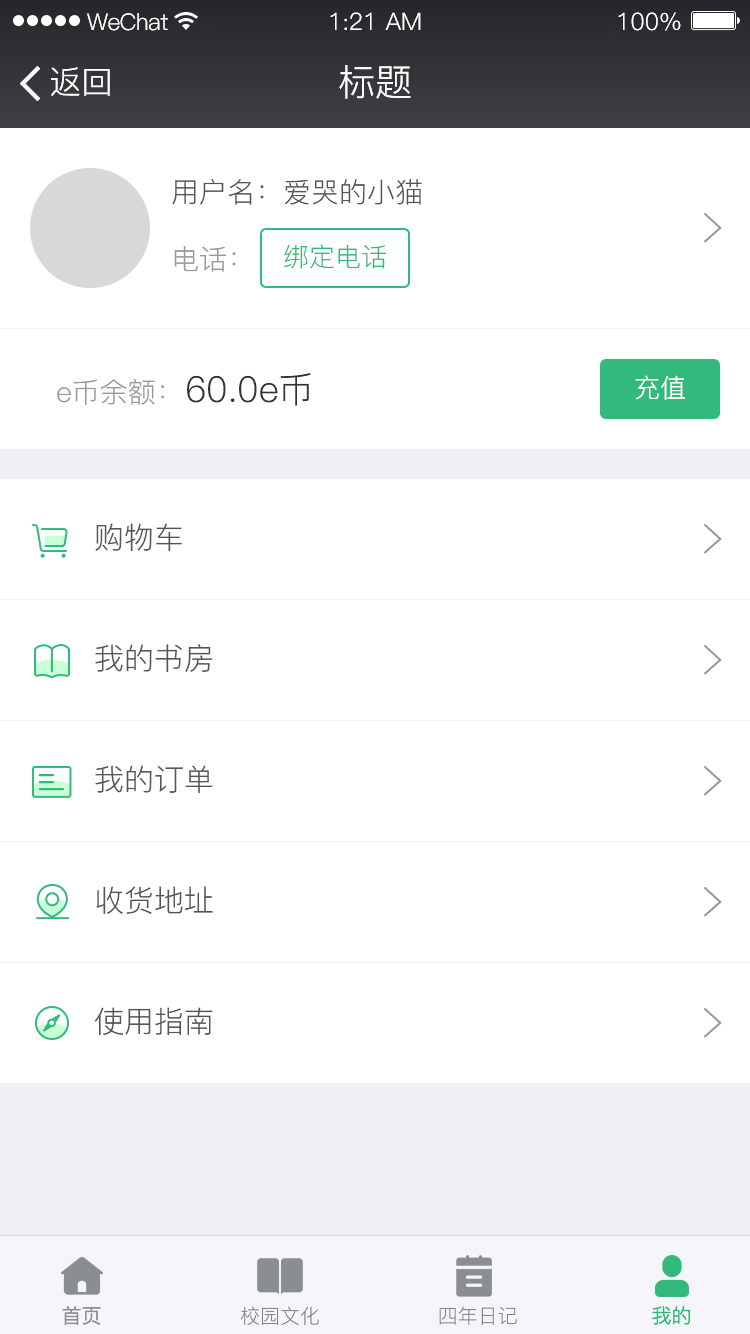 WeChat 1:21 AM 100%
返回 标题
用户名：爱哭的小猫
电话： 绑定电话
e币余额： 60.0e币 充值
购物车
我的书房
我的订单
收货地址
使用指南
首页 校园文化 四年日记 我的